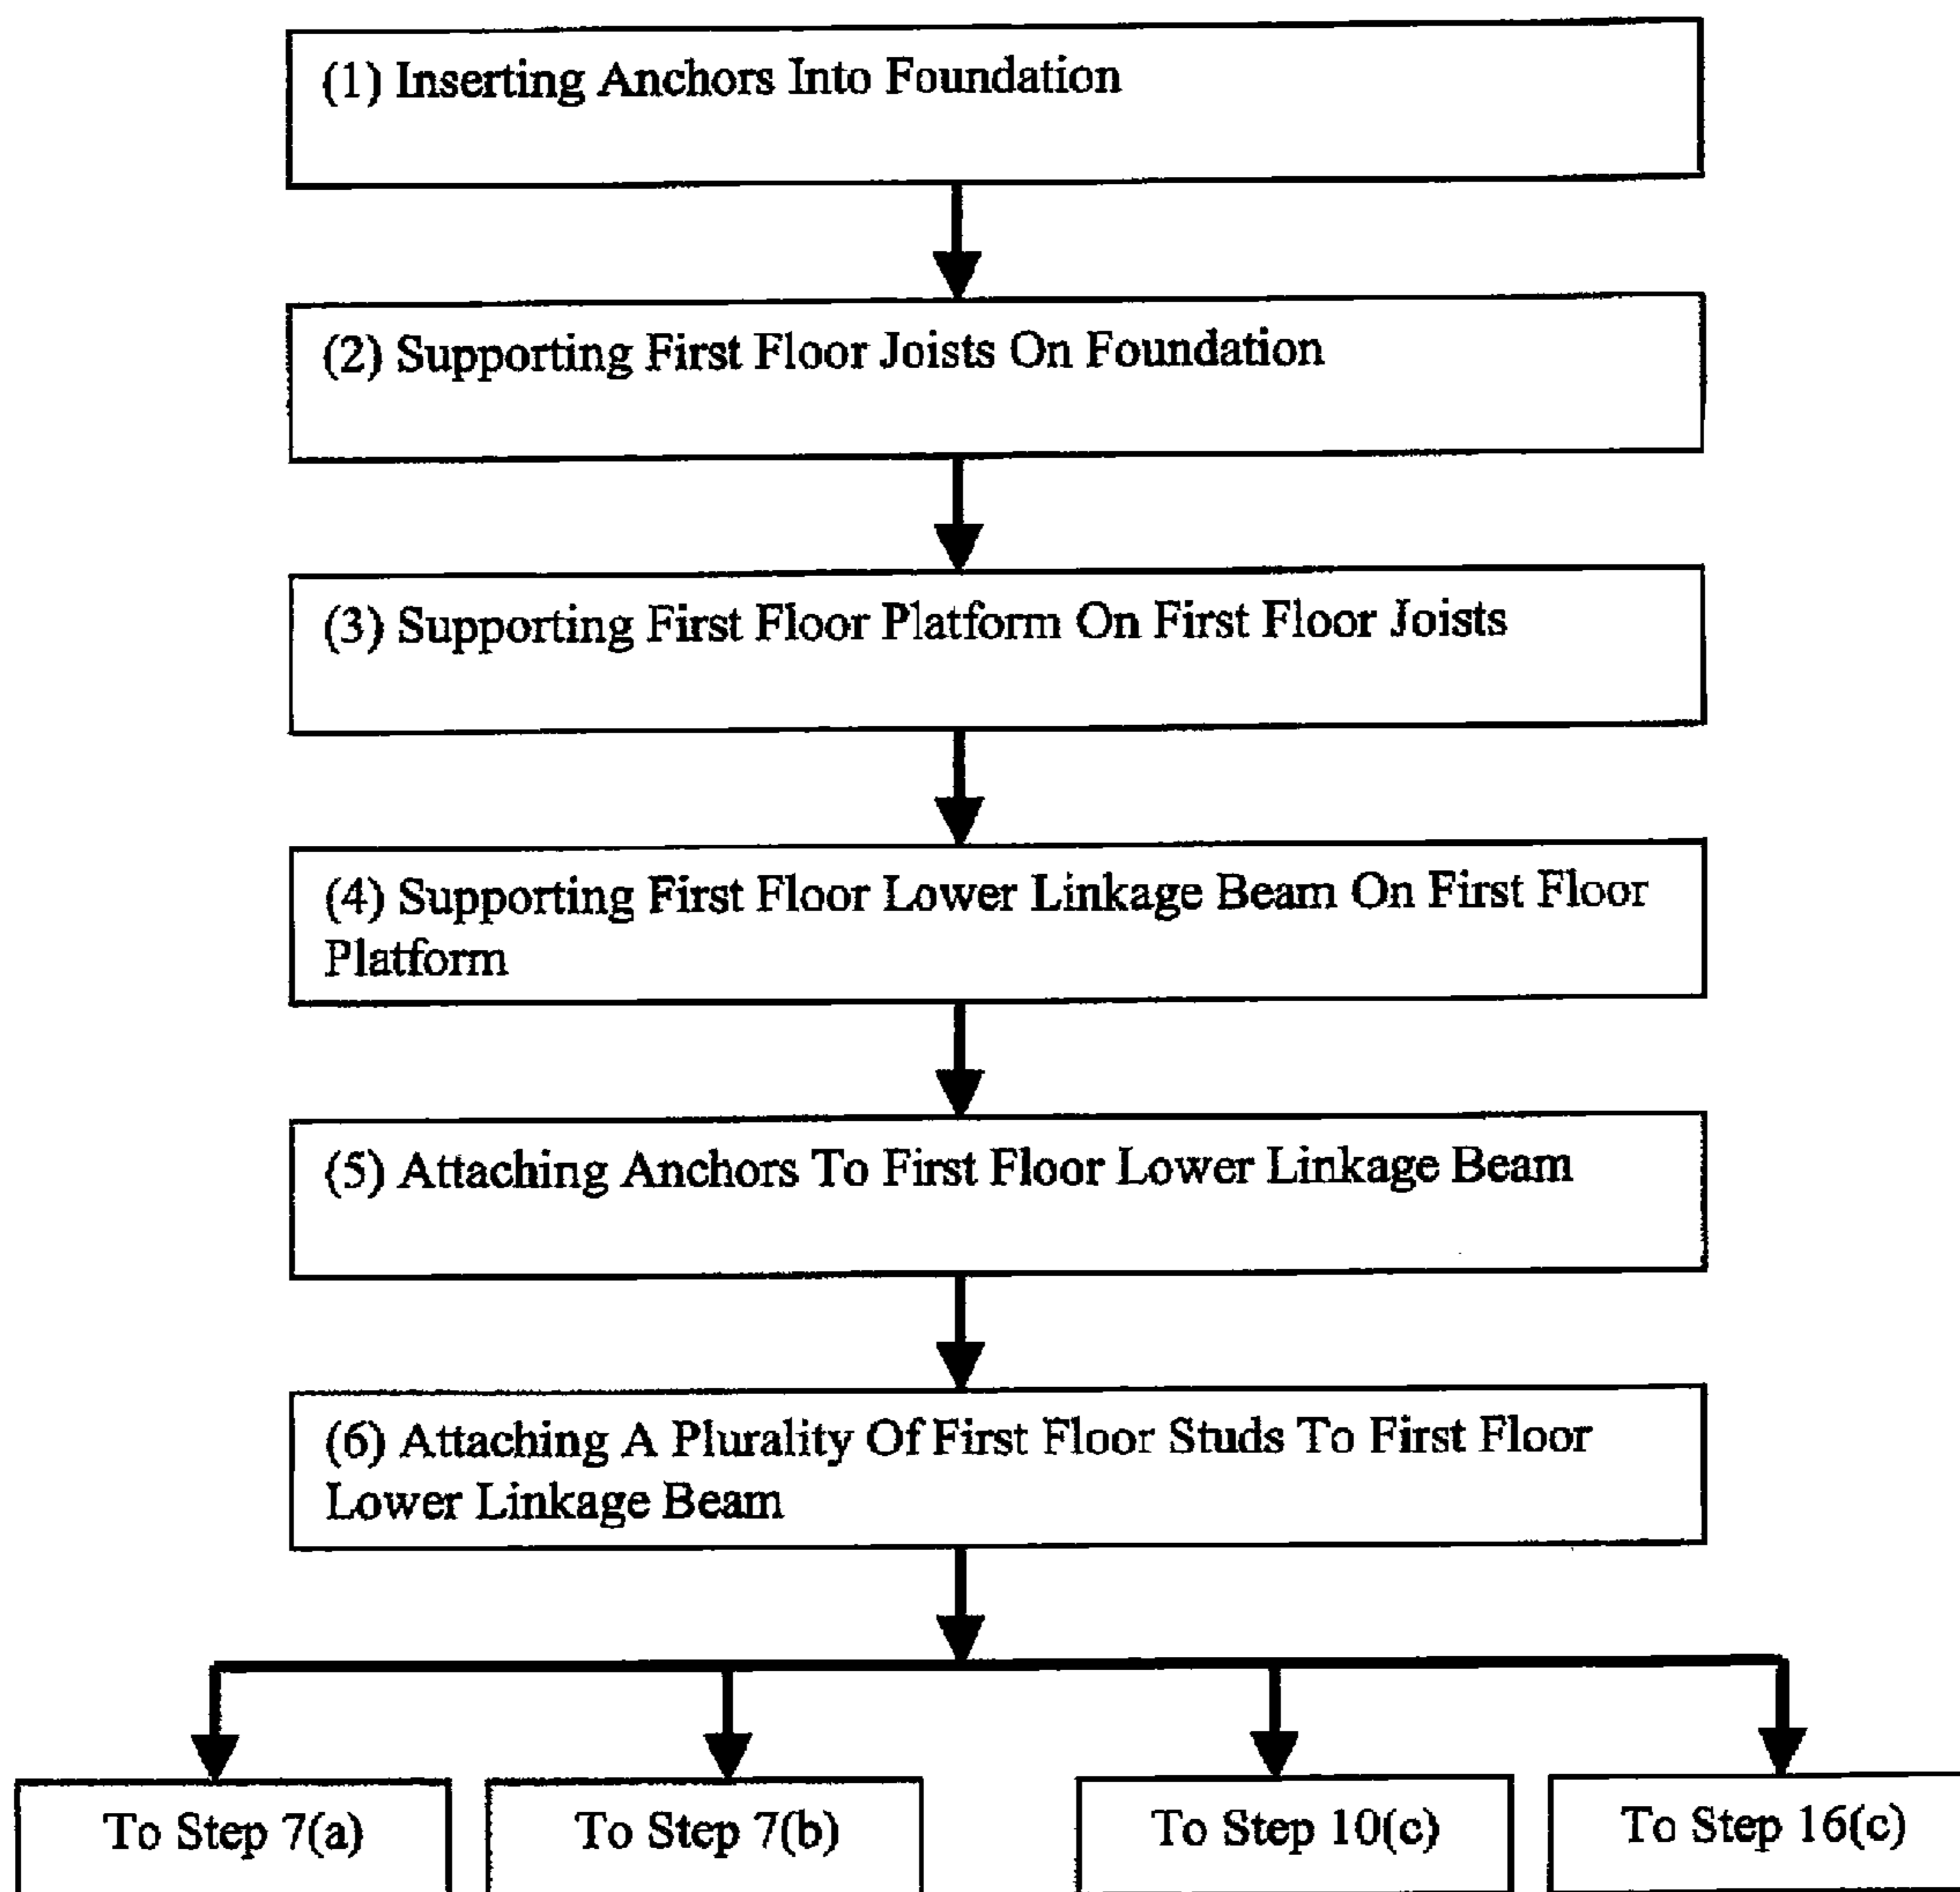 (1) Inserting Anchors Into Foundation
(2) Supporting First Floor Joists On Foundation
(3) Supporting First Floor Platform On First Floor Joists
(4) Supporting First Floor Lower Linkage Beam On First Floor
Platform
(5) Attaching Anchors To First Floor Lower Linkage Beam
(6) Attaching A Plurality Of First Floor Studs To First Floor
Lower Linkage Beam
To Step 7(a)
To Step 7(b)
To Step 10(c)
To Step 16(c)